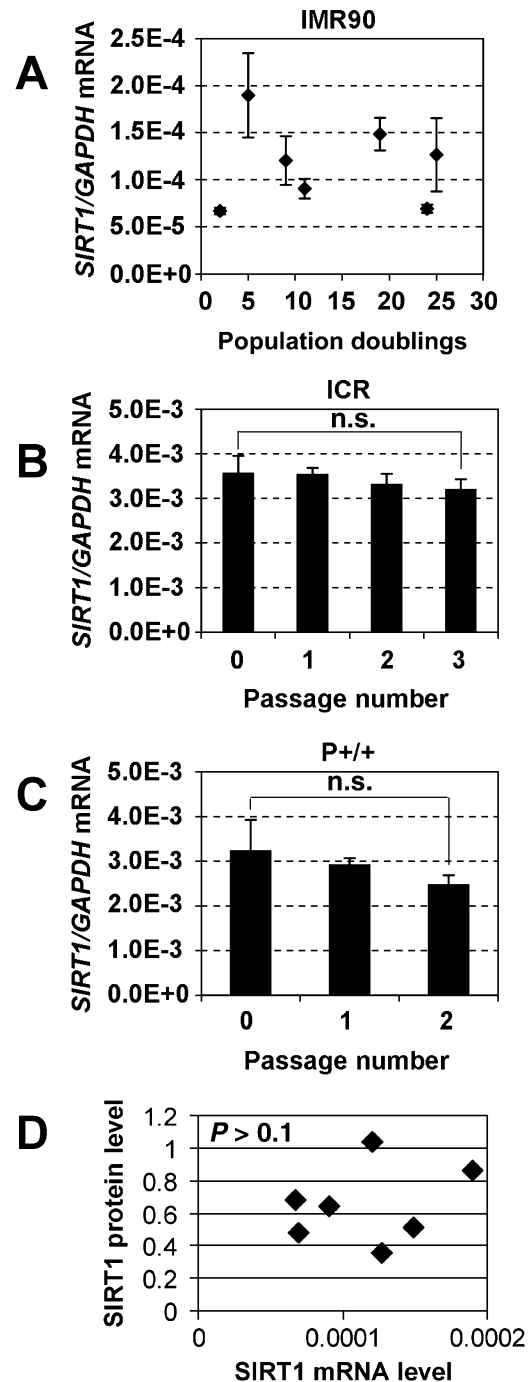 A
IMR90
SIRT1/GAPDH mRNA
2.5E-4
2.0E-4
1.5E-4
1.0E-4
5.0E-5
0.0E+0
0 5 10 15 20 25 30
Population doublings
B
ICR
SIRT1/GAPDH mRNA
5.0E-3
4.0E-3
3.0E-3
2.0E-3
1.0E-3
0.0E+0
n.s.
0 1 2 3
Passage number
C
P+/+
SIRT1/GAPDH mRNA
5.0E-3
4.0E-3
3.0E-3
2.0E-3
1.0E-3
0.0E+0
n.s.
0 1 2
Passage number
D
SIRT1 protein level
1.2
1
0.8
0.6
0.4
0.2
0
P > 0.1
0 0.0001 0.0002
SIRT1 mRNA level